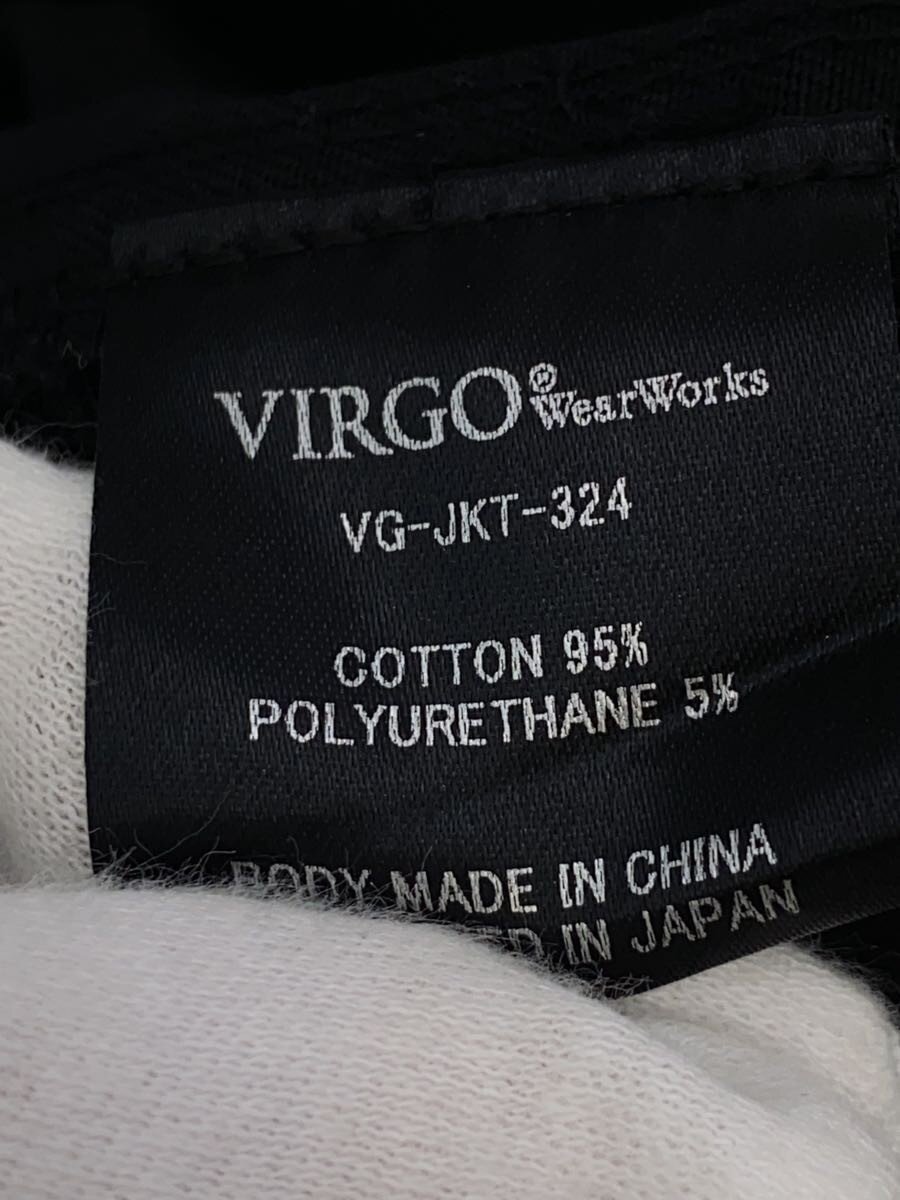 VIRGO® WearWorks
VG-JKT-324
COTTON 95%
POLYURETHANE 5%
BODY MADE IN CHINA
IN JAPAN